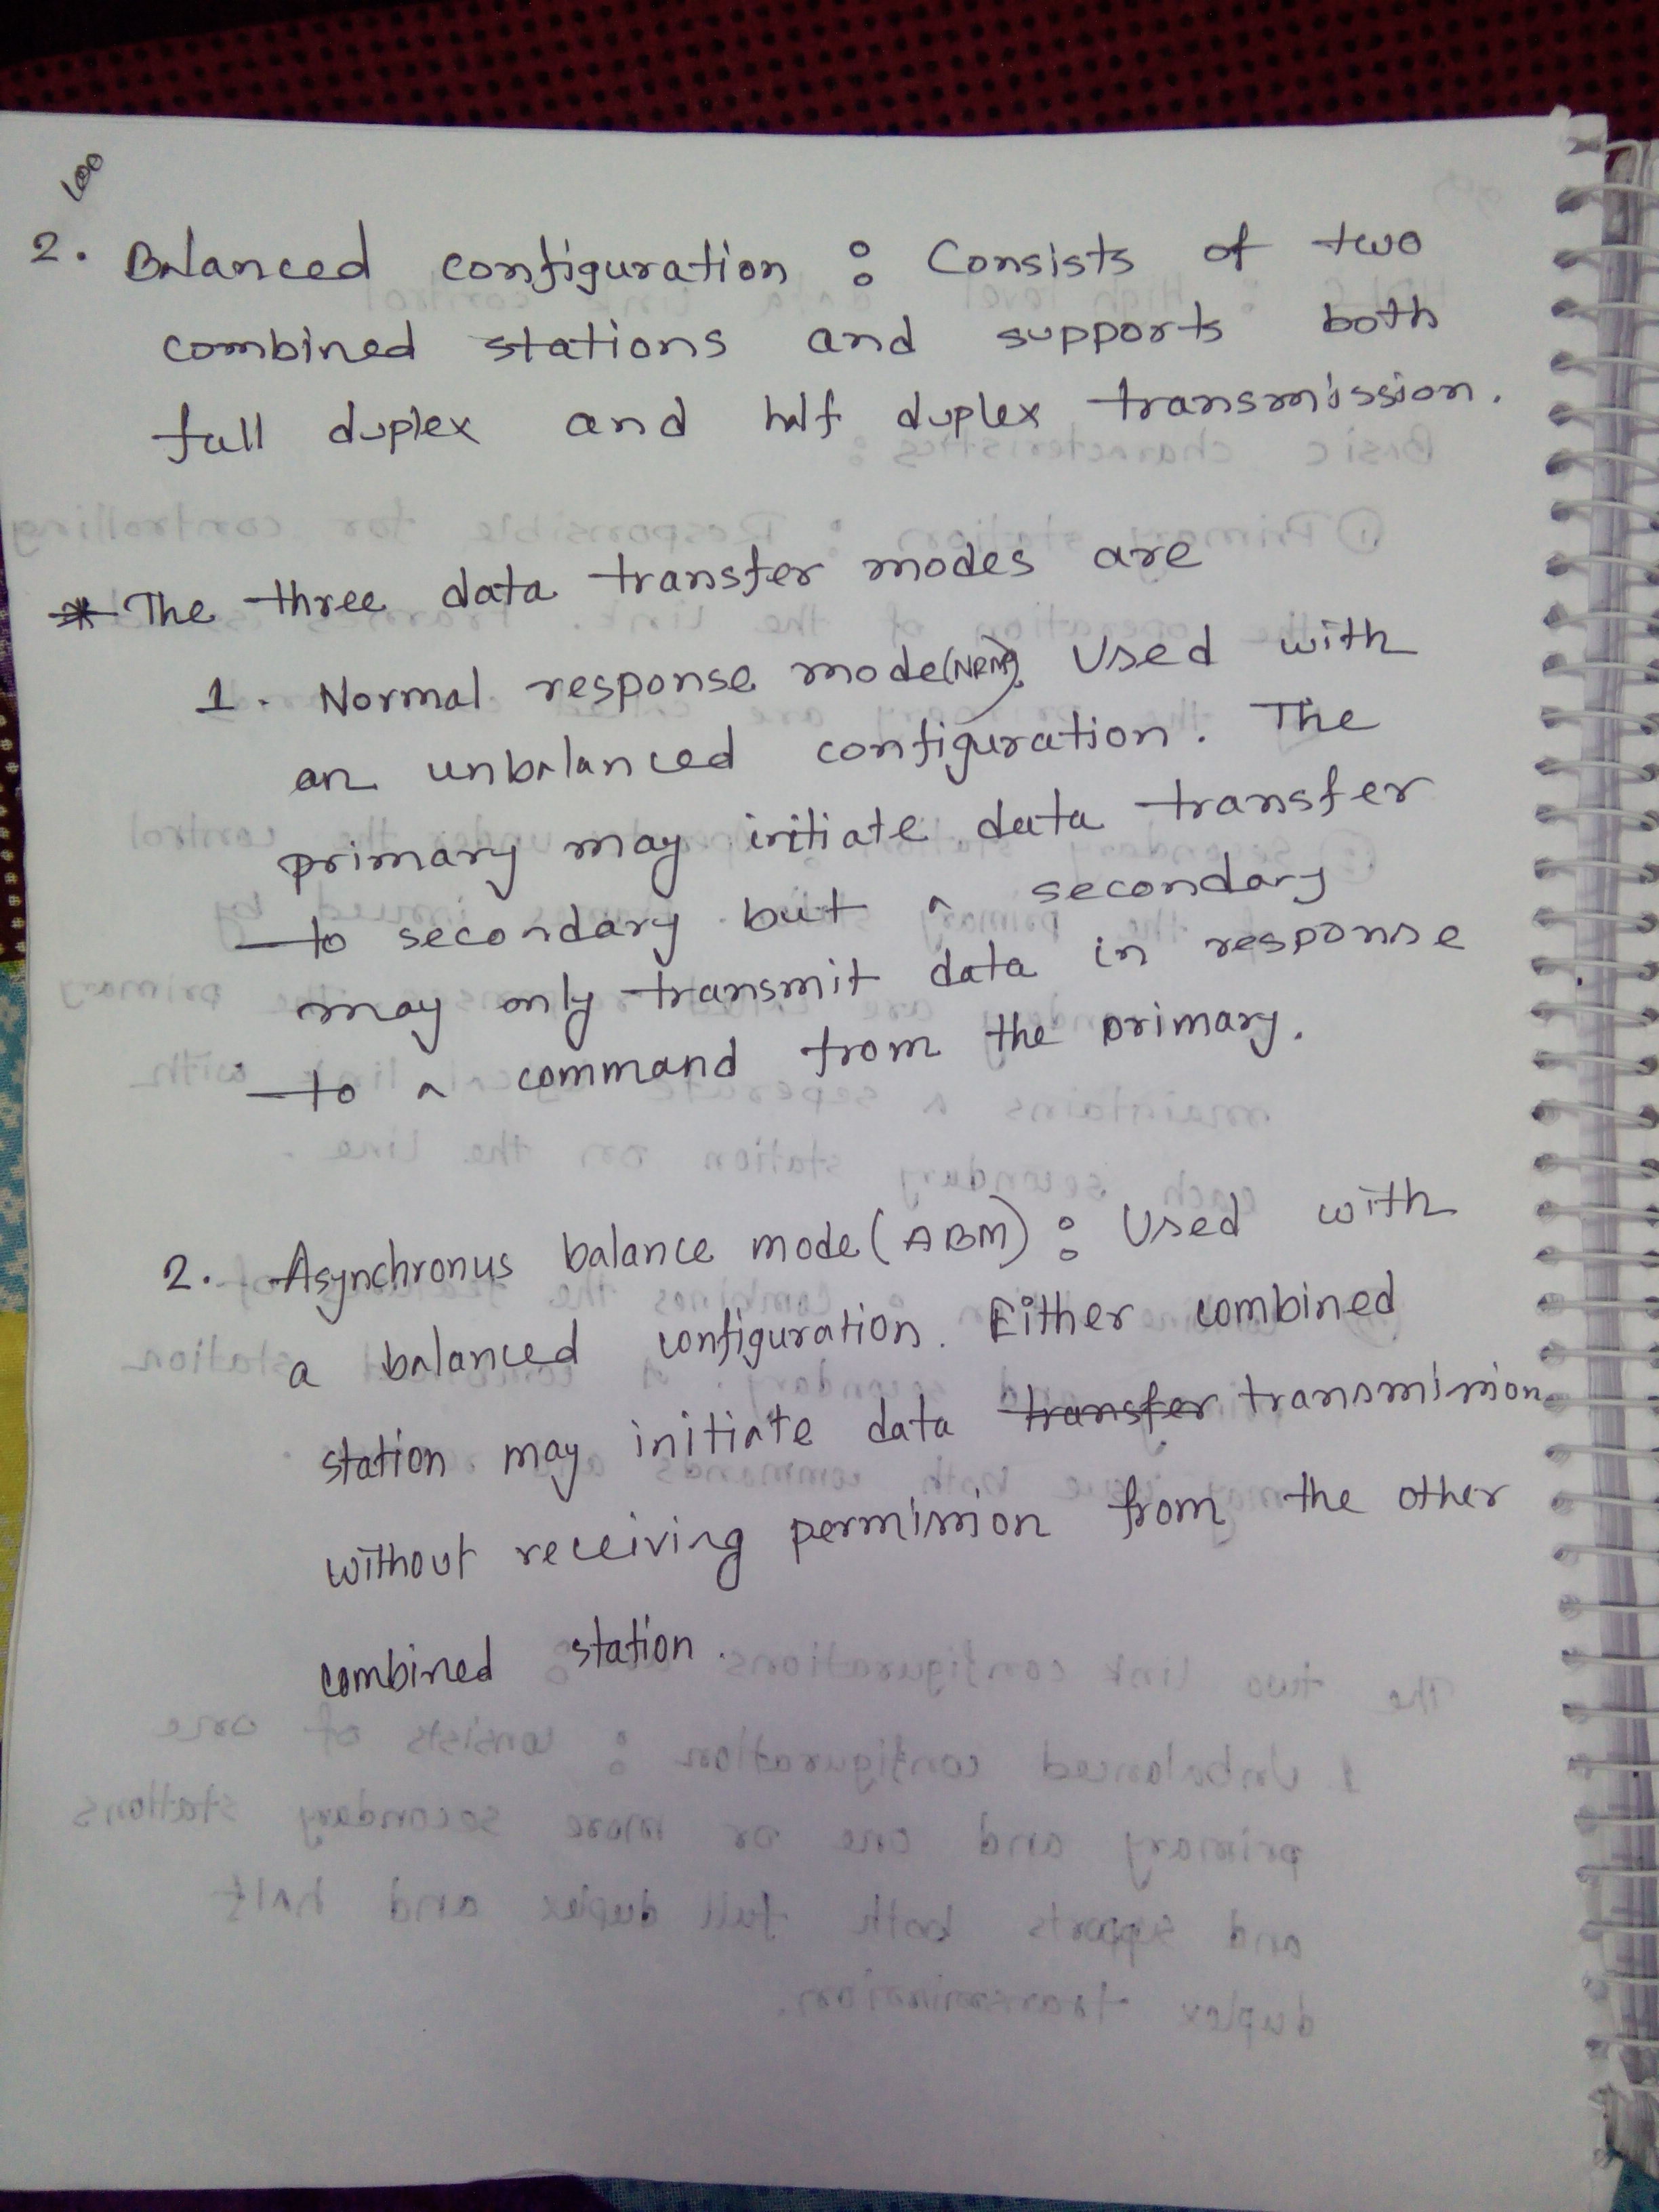 100
2. Balanced configuration : Consists of two
combined stations and supports both
full duplex and half duplex transmission.
* The three data transfer modes are
1. Normal response mode(NRM). Used with
an unbalanced configuration. The
primary may initiate data transfer
to secondary but a secondary
may only transmit data in response
to a command from the primary.
2. Asynchronus balance mode (ABM) : Used with
a balanced configuration. Either combined
station may initiate data transfer transmission
without receiving permission from the other
combined station.